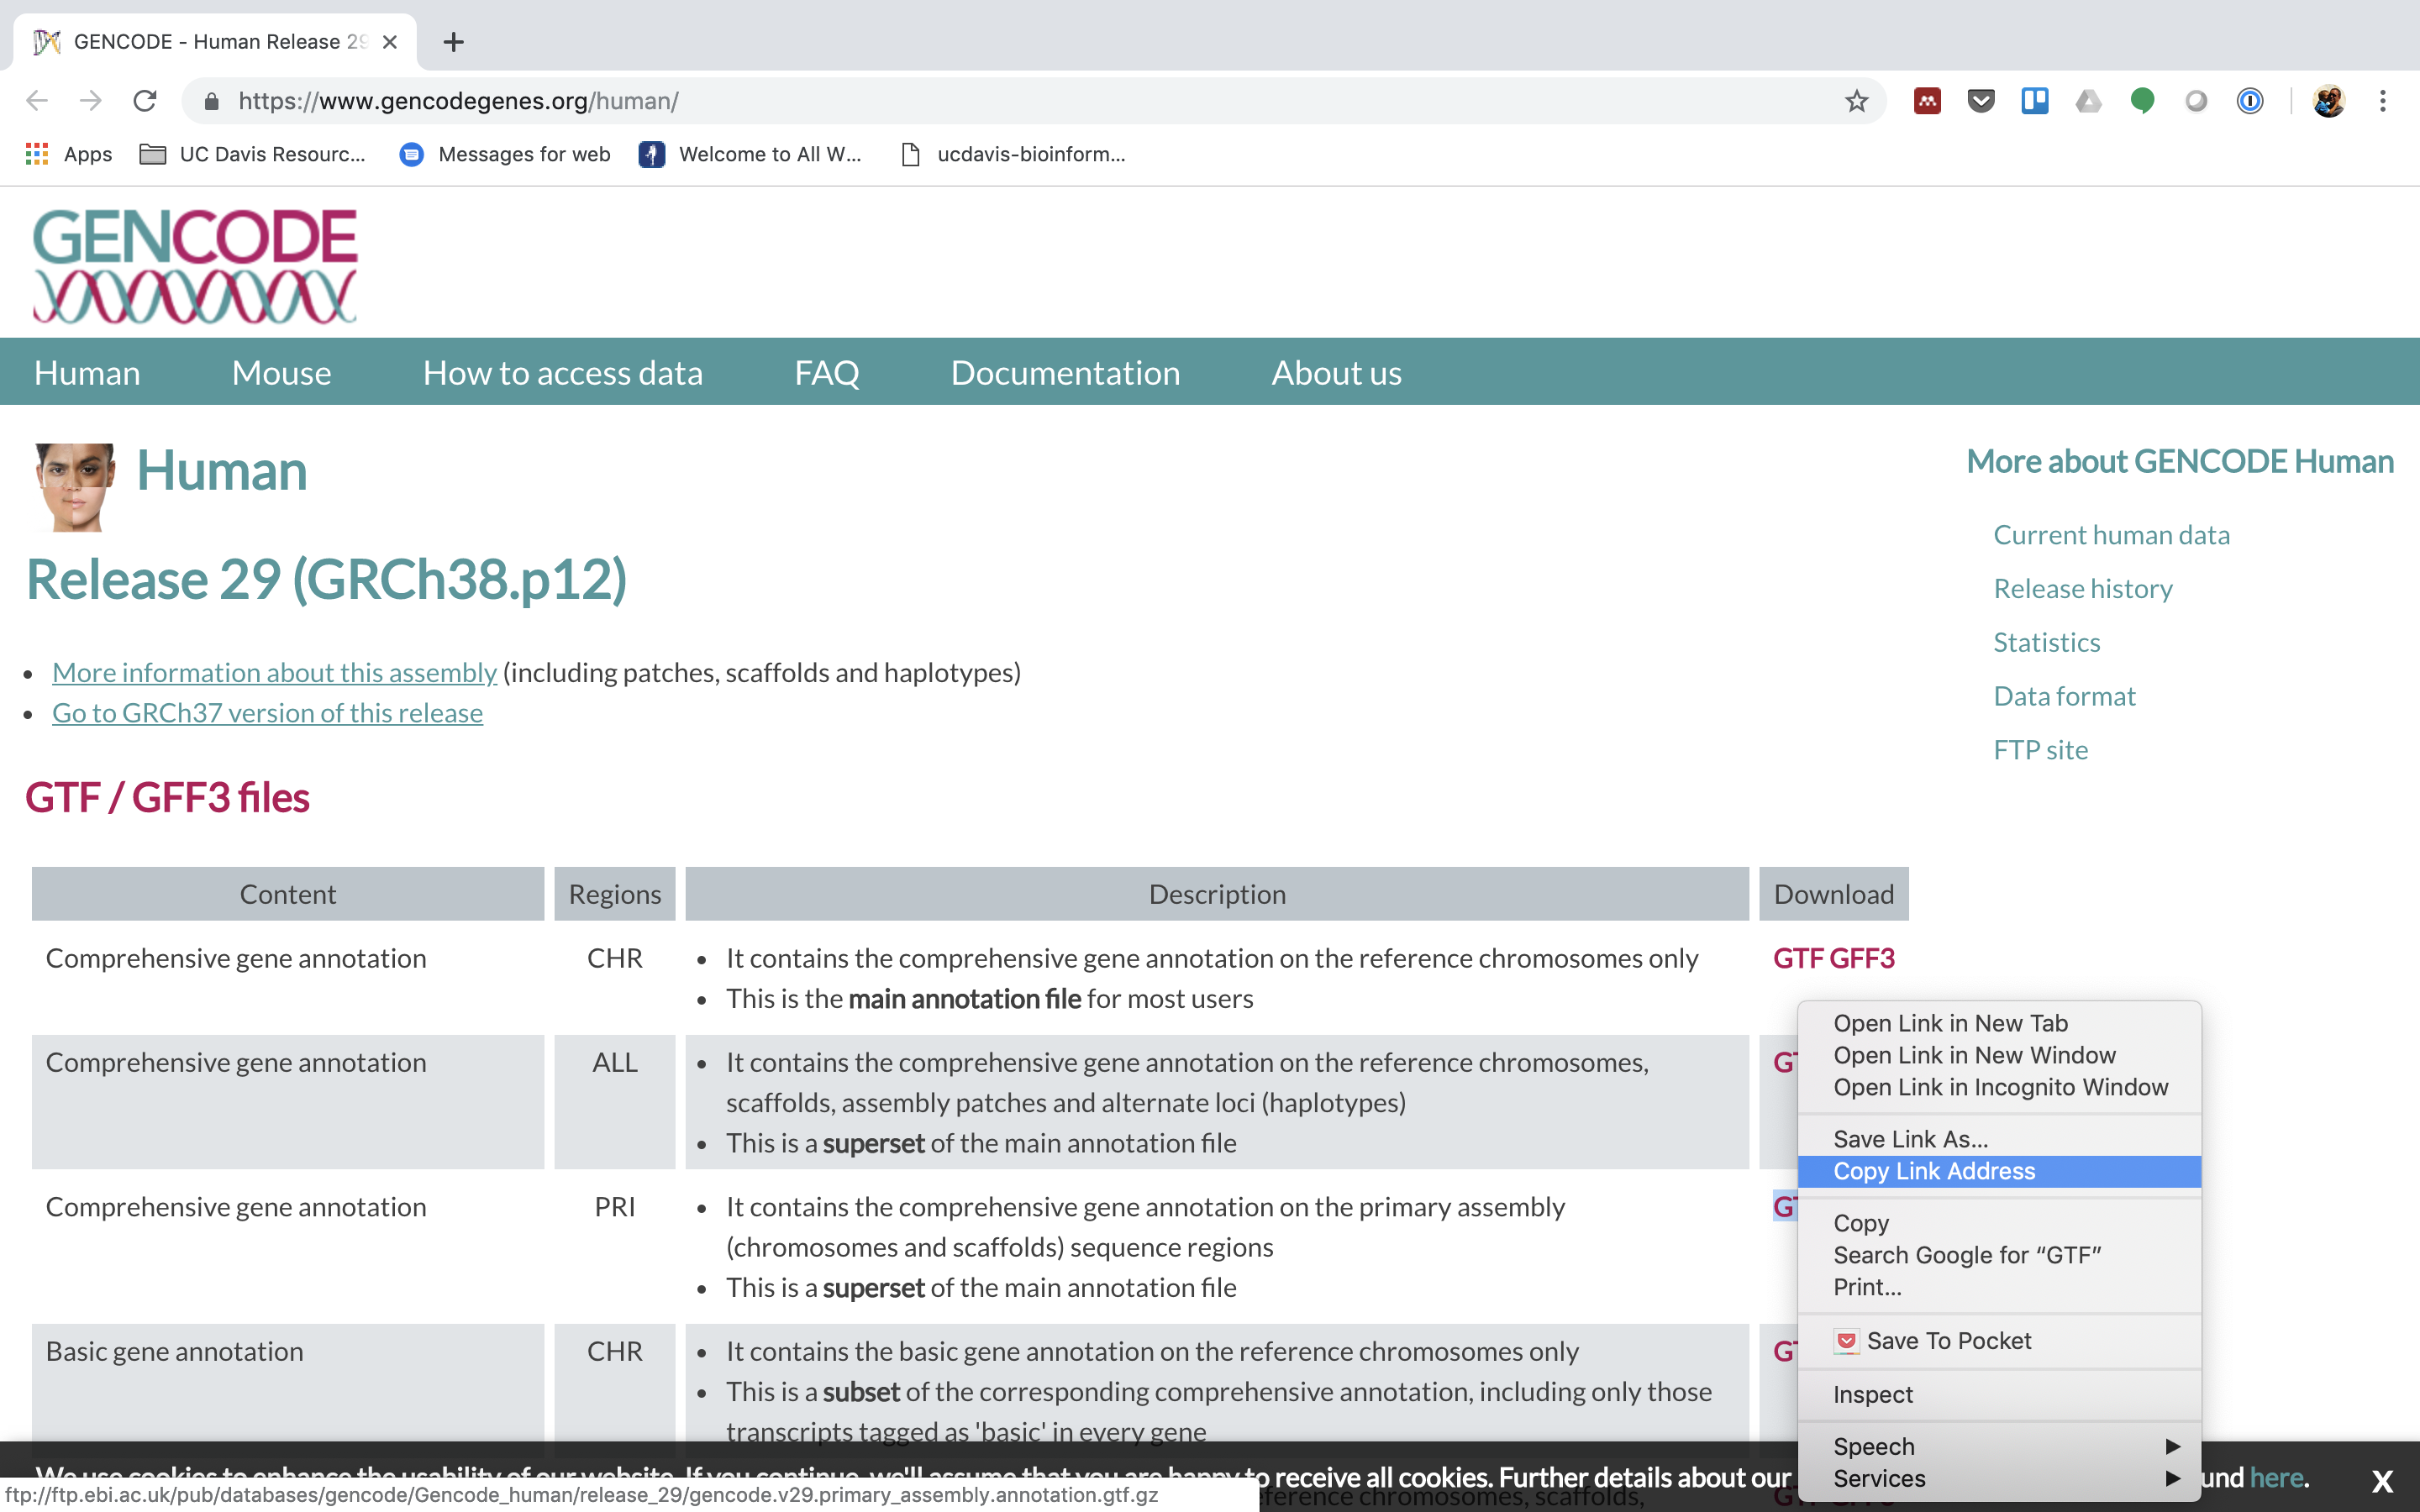 GENCODE - Human Release 29
https://www.gencodegenes.org/human/
Apps UC Davis Resourc... Messages for web Welcome to All W... ucdavis-bioinform...
GENCODE
Human Mouse How to access data FAQ Documentation About us
Human
More about GENCODE Human
Current human data
Release history
Statistics
Data format
FTP site
Release 29 (GRCh38.p12)
More information about this assembly (including patches, scaffolds and haplotypes)
Go to GRCh37 version of this release
GTF / GFF3 files
Content Regions Description Download
Comprehensive gene annotation CHR It contains the comprehensive gene annotation on the reference chromosomes only GTF GFF3
This is the main annotation file for most users
Comprehensive gene annotation ALL It contains the comprehensive gene annotation on the reference chromosomes,
scaffolds, assembly patches and alternate loci (haplotypes)
This is a superset of the main annotation file
Comprehensive gene annotation PRI It contains the comprehensive gene annotation on the primary assembly
(chromosomes and scaffolds) sequence regions
This is a superset of the main annotation file
Basic gene annotation CHR It contains the basic gene annotation on the reference chromosomes only
This is a subset of the corresponding comprehensive annotation, including only those
transcripts tagged as 'basic' in every gene
Open Link in New Tab
Open Link in New Window
Open Link in Incognito Window
Save Link As...
Copy Link Address
Copy
Search Google for “GTF”
Print...
Save To Pocket
Inspect
Speech
Services
We use cookies to enhance the usability of our website. If you continue, we'll assume that you are happy to receive all cookies. Further details about our und here. X
ftp://ftp.ebi.ac.uk/pub/databases/gencode/Gencode_human/release_29/gencode.v29.primary_assembly.annotation.gtf.gz
reference chromosomes, scaffolds,